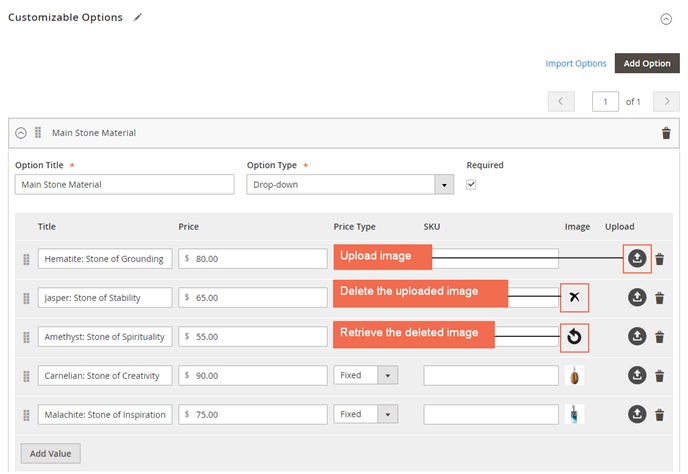 Customizable Options
Import Options Add Option
1 of 1
Main Stone Material
Option Title * Option Type * Required
Main Stone Material Drop-down
Title Price Price Type SKU Image Upload
Hematite: Stone of Grounding $ 80.00 Upload image
Jasper: Stone of Stability $ 65.00 Delete the uploaded image
Amethyst: Stone of Spirituality $ 55.00 Retrieve the deleted image
Carnelian: Stone of Creativity $ 90.00 Fixed
Malachite: Stone of Inspiration $ 75.00 Fixed
Add Value